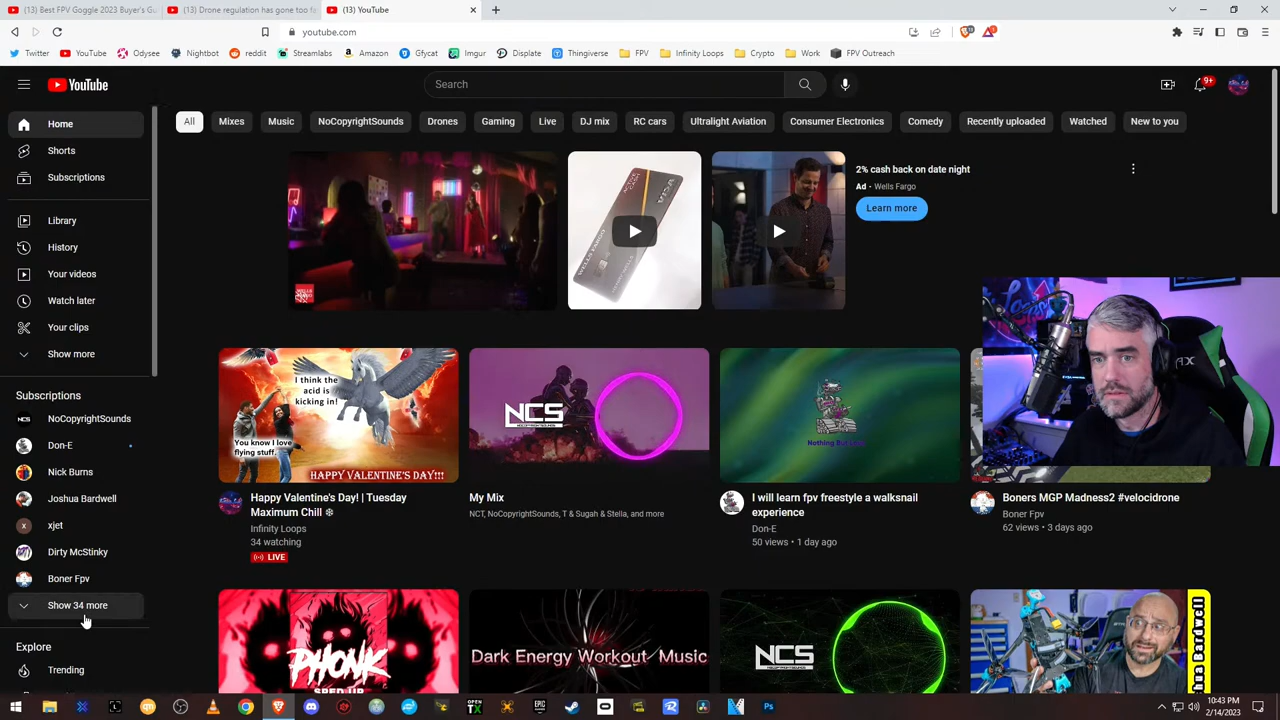 (13) Best FPV Goggle 2023 Buyer's Gu
(13) Drone regulation has gone too fa
(13) YouTube
youtube.com
Twitter
YouTube
Odysee
Nightbot
reddit
Streamlabs
Amazon
Gfycat
Imgur
Displate
Thingiverse
FPV
Infinity Loops
Crypto
Work
FPV Outreach
YouTube
Search
9+
Home
Shorts
Subscriptions
Library
History
Your videos
Watch later
Your clips
Show more
Subscriptions
NoCopyrightSounds
Don-E
Nick Burns
Joshua Bardwell
xjet
Dirty McStinky
Boner Fpv
Show 34 more
Explore
Trending
All
Mixes
Music
NoCopyrightSounds
Drones
Gaming
Live
DJ mix
RC cars
Ultralight Aviation
Consumer Electronics
Comedy
Recently uploaded
Watched
New to you
2% cash back on date night
Ad • Wells Fargo
Learn more
I think the
acid is
kicking in!
You know I love
flying stuff.
HAPPY VALENTINE'S DAY!!!
Happy Valentine's Day! | Tuesday
Maximum Chill ❄
Infinity Loops
34 watching
LIVE
NCS
My Mix
NCT, NoCopyrightSounds, T & Sugah & Stella, and more
I will learn fpv freestyle a walksnail
experience
Don-E
50 views • 1 day ago
Boners MGP Madness2 #velocidrone
Boner Fpv
62 views • 3 days ago
PHONK
SPED UP
Dark Energy Workout Music
NCS
Joshua Bardwell
OPEN
TX
EPIC
10:43 PM
2/14/2023